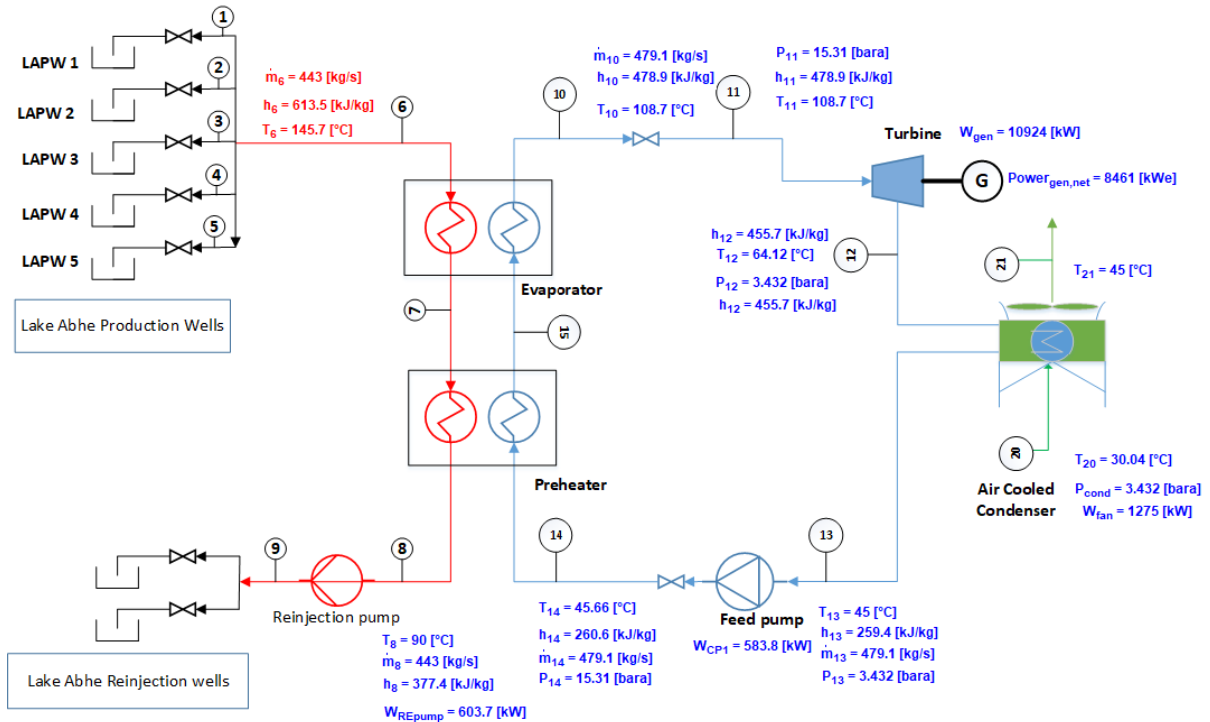 1
LAPW 1
2
LAPW 2
3
LAPW 3
4
LAPW 4
5
LAPW 5
Lake Abhe Production Wells
ṁ6 = 443 [kg/s]
h6 = 613.5 [kJ/kg]
T6 = 145.7 [°C]
6
Evaporator
7
15
Preheater
ṁ10 = 479.1 [kg/s]
h10 = 478.9 [kJ/kg]
T10 = 108.7 [°C]
10
11
P11 = 15.31 [bara]
h11 = 478.9 [kJ/kg]
T11 = 108.7 [°C]
Turbine
Wgen = 10924 [kW]
G
Powergen,net = 8461 [kWe]
h12 = 455.7 [kJ/kg]
T12 = 64.12 [°C]
P12 = 3.432 [bara]
h12 = 455.7 [kJ/kg]
12
21
T21 = 45 [°C]
20
Air Cooled
Condenser
T20 = 30.04 [°C]
Pcond = 3.432 [bara]
Wfan = 1275 [kW]
9
8
Reinjection pump
Lake Abhe Reinjection wells
T8 = 90 [°C]
ṁ8 = 443 [kg/s]
h8 = 377.4 [kJ/kg]
WREpump = 603.7 [kW]
14
T14 = 45.66 [°C]
h14 = 260.6 [kJ/kg]
ṁ14 = 479.1 [kg/s]
P14 = 15.31 [bara]
Feed pump
WCP1 = 583.8 [kW]
13
T13 = 45 [°C]
h13 = 259.4 [kJ/kg]
ṁ13 = 479.1 [kg/s]
P13 = 3.432 [bara]